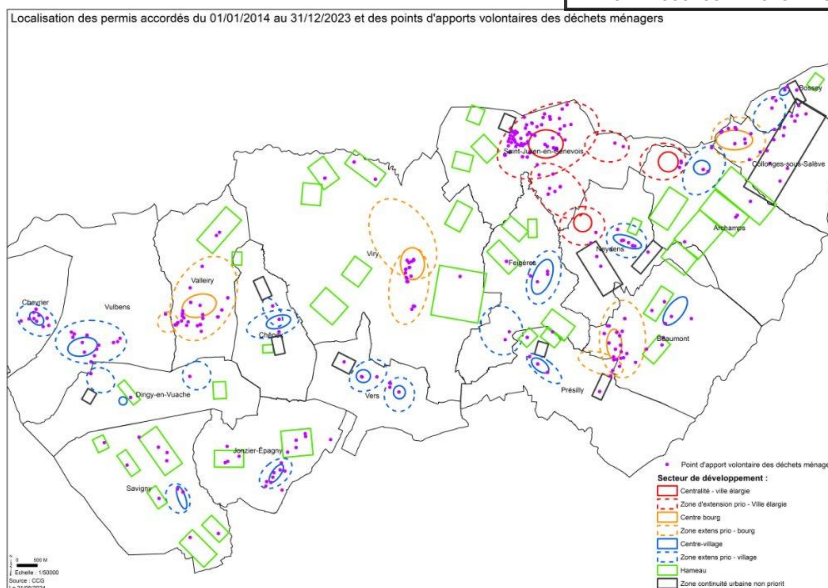 Localisation des permis accordés du 01/01/2014 au 31/12/2023 et des points d'apports volontaires des déchets ménagers
Bossey
Saint-Julien-en-Genevois
Collonges-sous-Salève
Archamps
Neydens
Viry
Feigères
Valleiry
Chevrier
Vulbens
Chênex
Beaumont
Dingy-en-Vuache
Vers
Présilly
Jonzier-Épagny
Savigny
Point d'apport volontaire des déchets ménage
Secteur de développement :
Centralité - ville élargie
Zone d'extension prio - Ville élargie
Centre bourg
Zone extens prio - bourg
Centre-village
Zone extens prio - village
Hameau
Zone continuité urbaine non priorit
0 500 M
Echelle : 1/50000
Source : CCG